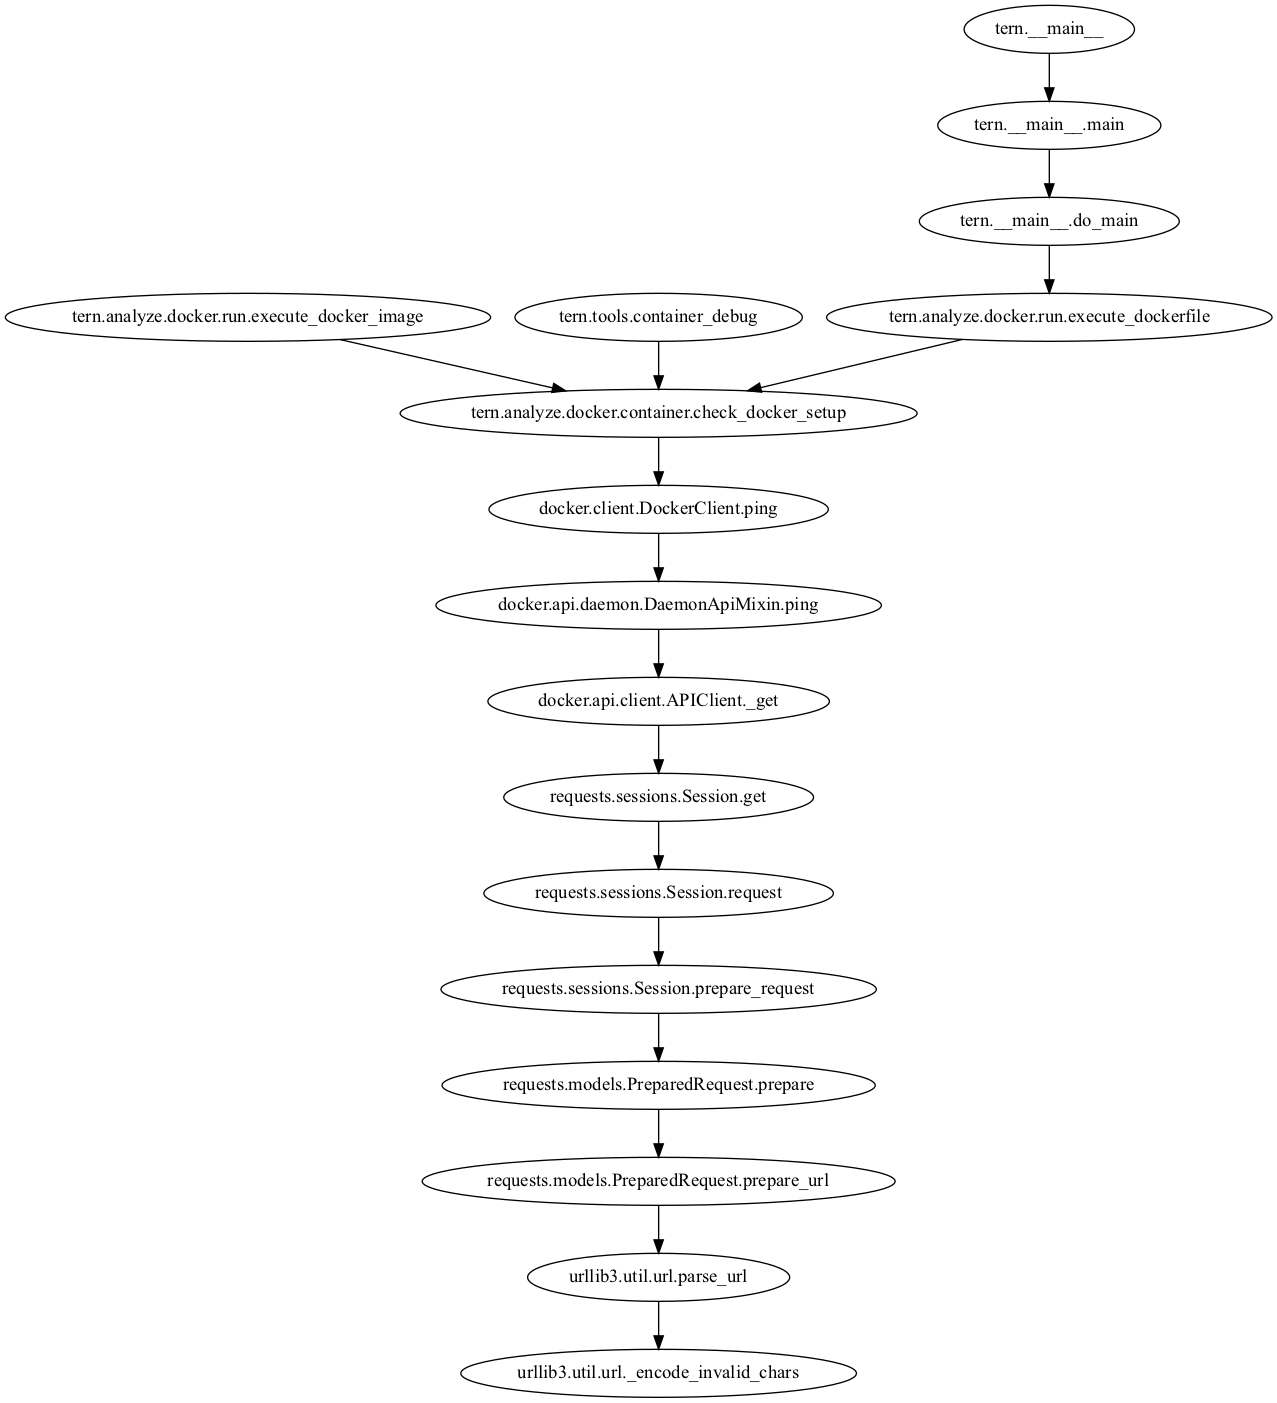 tern.__main__
tern.__main__.main
tern.__main__.do_main
tern.analyze.docker.run.execute_docker_image
tern.tools.container_debug
tern.analyze.docker.run.execute_dockerfile
tern.analyze.docker.container.check_docker_setup
docker.client.DockerClient.ping
docker.api.daemon.DaemonApiMixin.ping
docker.api.client.APIClient._get
requests.sessions.Session.get
requests.sessions.Session.request
requests.sessions.Session.prepare_request
requests.models.PreparedRequest.prepare
requests.models.PreparedRequest.prepare_url
urllib3.util.url.parse_url
urllib3.util.url._encode_invalid_chars